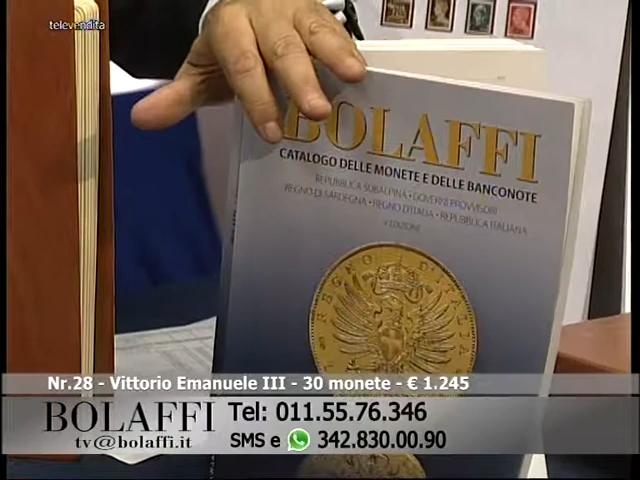 televendita
BOLAFFI
CATALOGO DELLE MONETE E DELLE BANCONOTE
REPUBBLICA SUBALPINA • GOVERNI PROVVISORI
REGNO DI SARDEGNA • REGNO D'ITALIA • REPUBBLICA ITALIANA
EDIZIONE
REGNO D'ITALIA
Nr.28 - Vittorio Emanuele III - 30 monete - € 1.245
BOLAFFI Tel: 011.55.76.346
tv@bolaffi.it SMS e 342.830.00.90